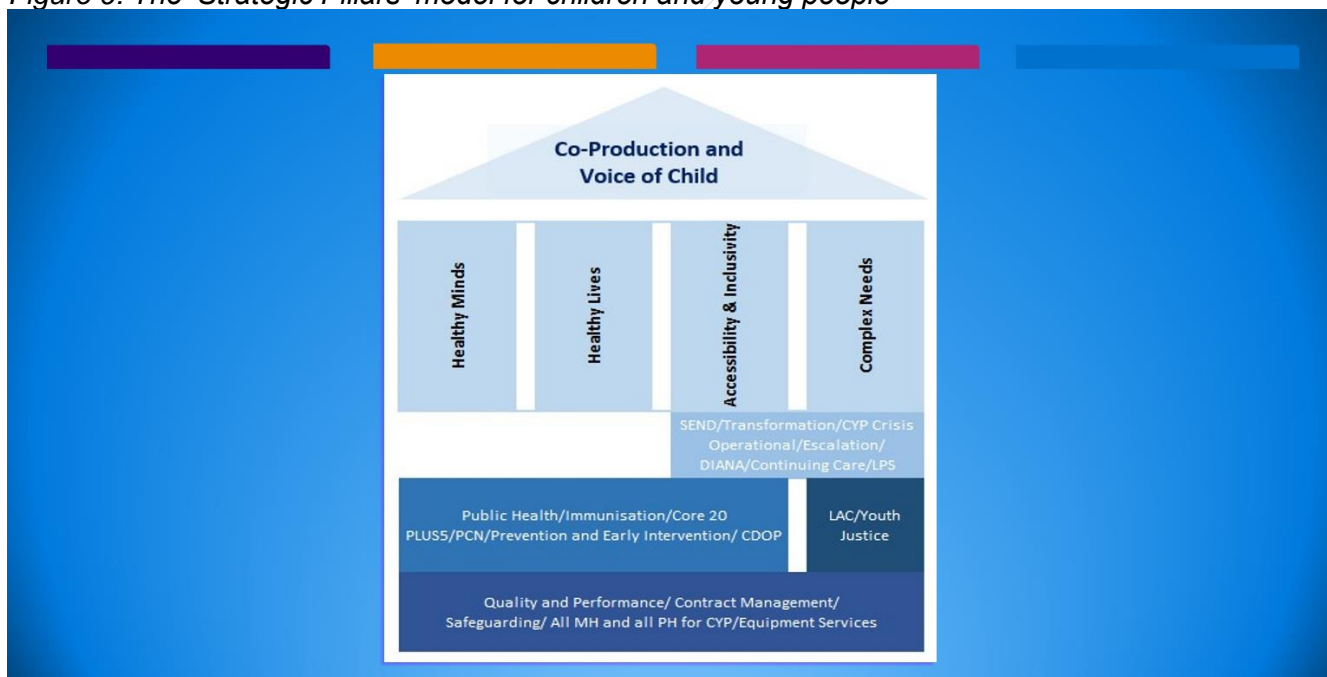 Figure The 'Strategic Pillars' model for children and young people
Co-Production and
Voice of Child
Healthy Minds
Healthy Lives
Accessibility & Inclusivity
Complex Needs
SEND/Transformation/CYP Crisis
Operational/Escalation/
DIANA/Continuing Care/LPS
Public Health/Immunisation/Core 20
PLUS5/PCN/Prevention and Early Intervention/ CDOP
LAC/Youth
Justice
Quality and Performance/ Contract Management/
Safeguarding/ All MH and all PH for CYP/Equipment Services